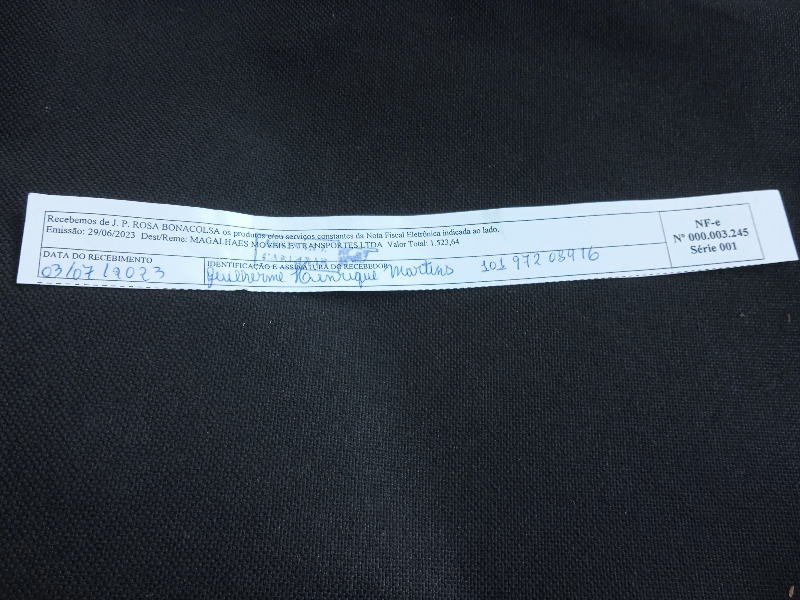 Recebemos de J. P. ROSA BONACOLSA os produtos e/ou serviços constantes da Nota Fiscal Eletrônica indicada ao lado.
Emissão: 29/06/2023 Dest/Reme: MAGALHAES MOVEIS E TRANSPORTES LTDA Valor Total: 1.523,64
DATA DO RECEBIMENTO
03/07/2023
IDENTIFICAÇÃO E ASSINATURA DO RECEBEDOR
Guilherme Henrique Martins 101 972 089 76
NF-e
Nº 000.003.245
Série 001